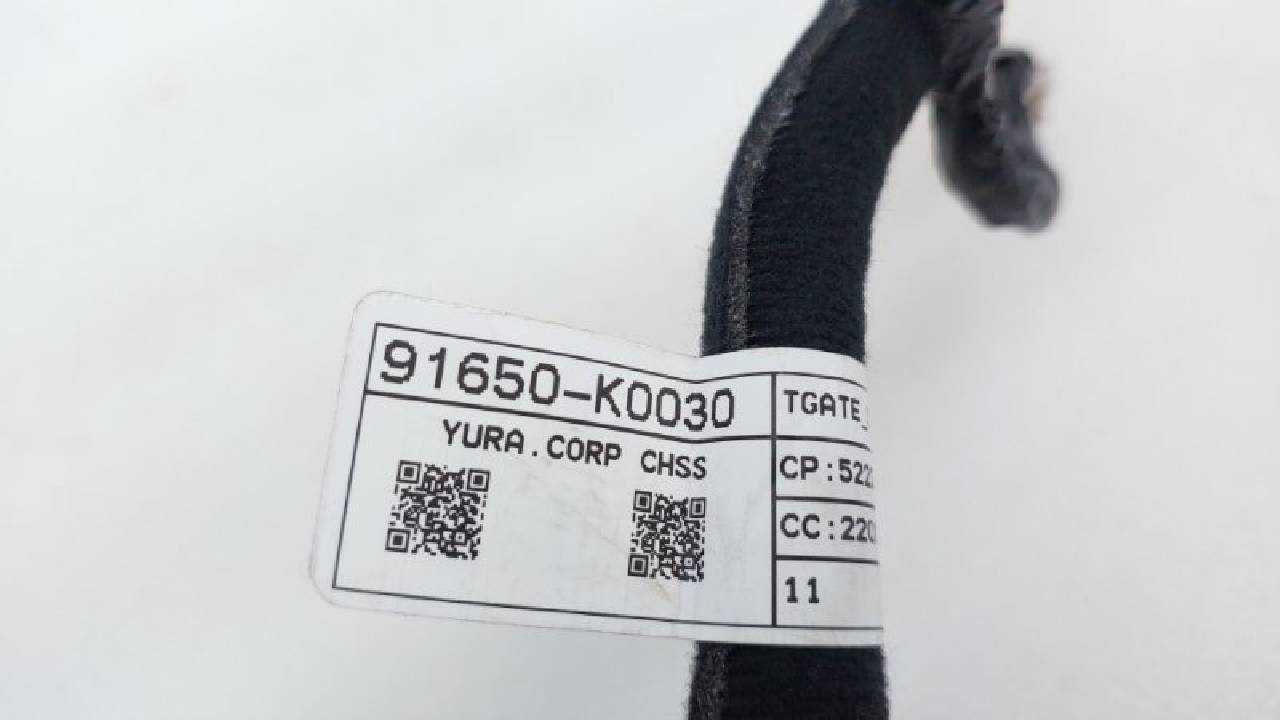 91650-K0030
YURA.CORP CHSS
TGATE_
CP:522
CC:220
11